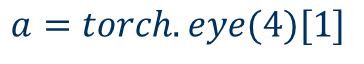 a = torch. eye(4)[1]